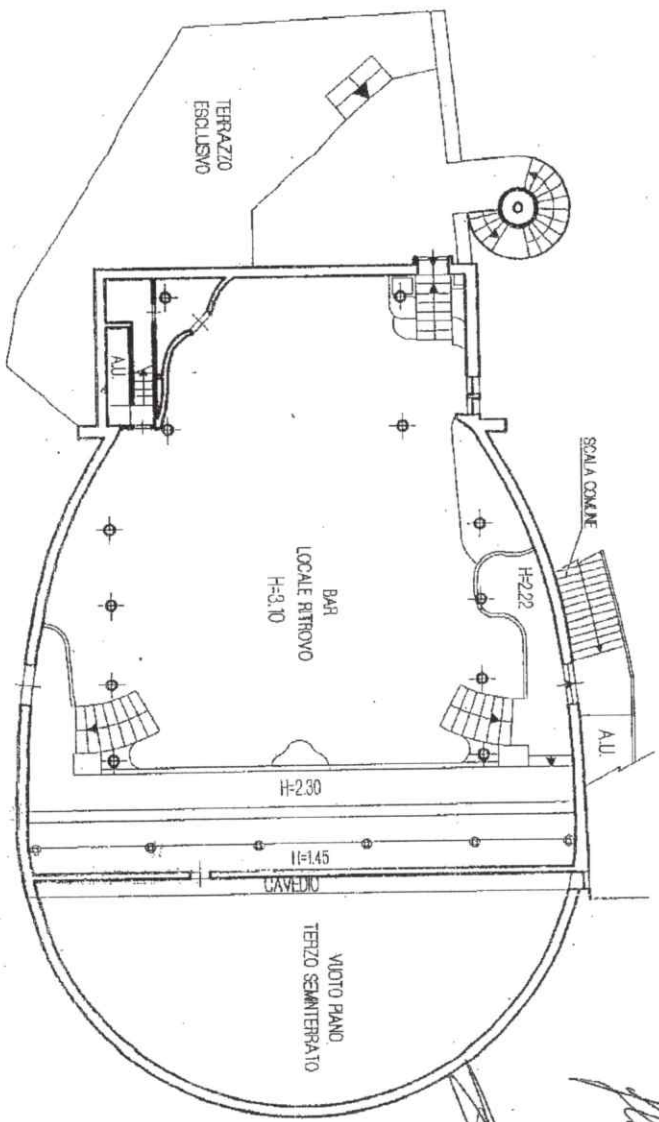 TERRAZZO
ESCLUSIVO
A.U.
SCALA COMUNE
H=2.22
BAR
LOCALE RITROVO
H=3.10
A.U.
H=2.30
H=1.45
CAVEDIO
VUOTO PIANO
TERZO SEMINTERRATO